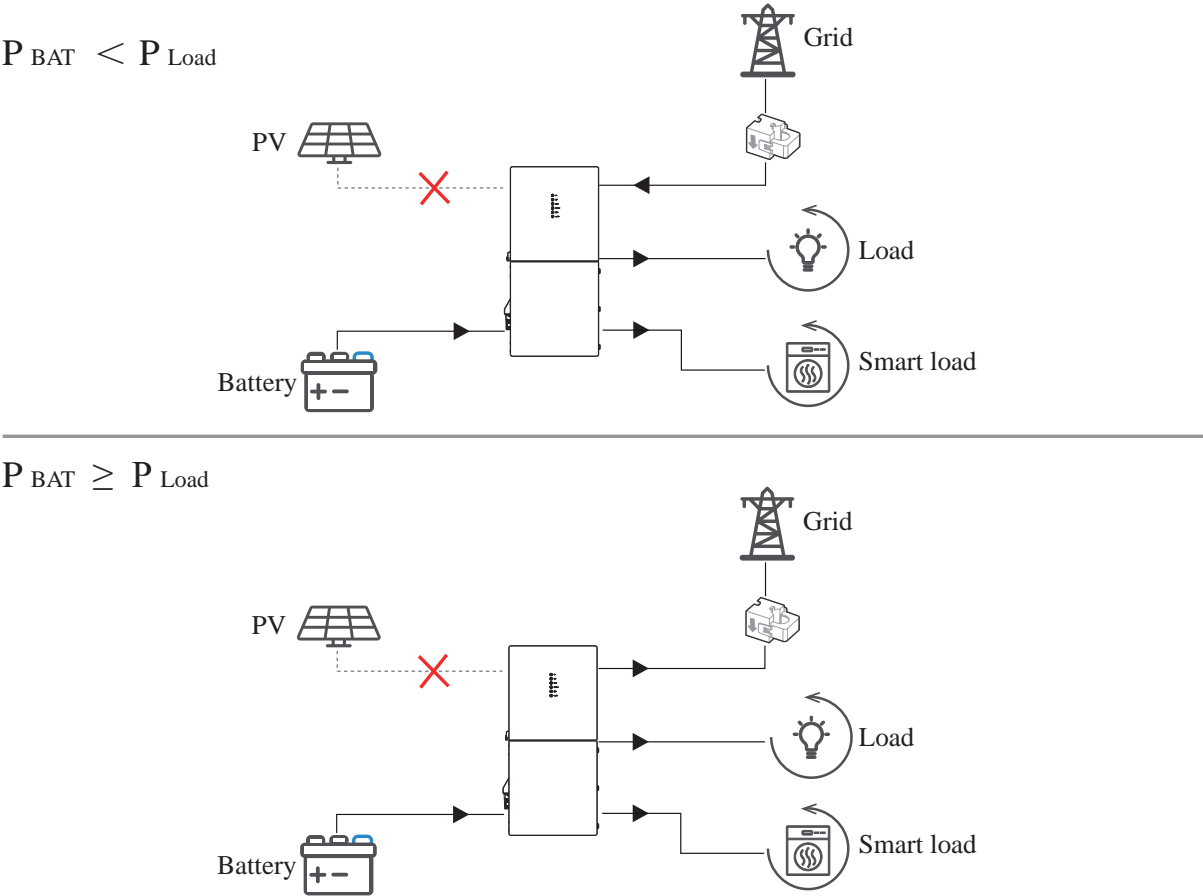 P BAT < P Load
Grid
PV
Load
Smart load
Battery
P BAT ≥ P Load
Grid
PV
Load
Smart load
Battery